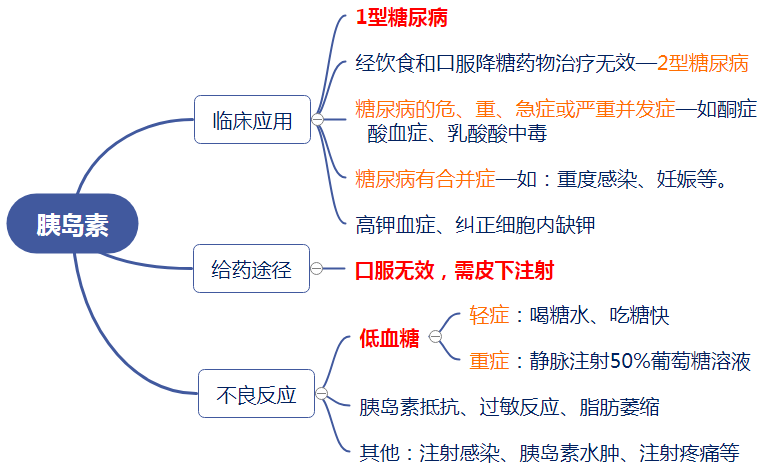 胰岛素
临床应用
1型糖尿病
经饮食和口服降糖药物治疗无效—2型糖尿病
糖尿病的危、重、急症或严重并发症—如酮症
酸血症、乳酸酸中毒
糖尿病有合并症—如：重度感染、妊娠等。
高钾血症、纠正细胞内缺钾
给药途径
口服无效，需皮下注射
不良反应
低血糖
轻症：喝糖水、吃糖快
重症：静脉注射50%葡萄糖溶液
胰岛素抵抗、过敏反应、脂肪萎缩
其他：注射感染、胰岛素水肿、注射疼痛等